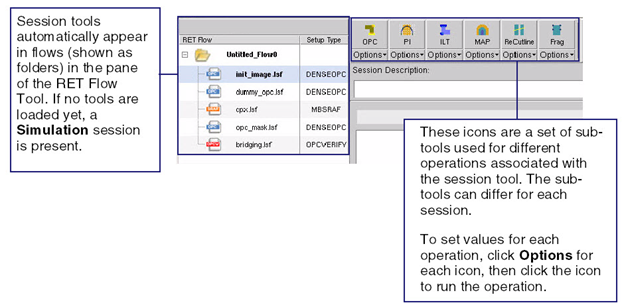 Session tools
automatically appear
in flows (shown as
folders) in the pane
of the RET Flow
Tool. If no tools are
loaded yet, a
Simulation session
is present.
RET Flow Setup Type
Untitled_Flow0
init_image.lsf DENSEOPC
dummy_opc.lsf DENSEOPC
cpx.lsf MBSRAF
opc_mask.lsf DENSEOPC
bridging.lsf OPCVERIFY
OPC PI ILT MAP ReCutline Frag
Options Options Options Options Options Options
Session Description:
These icons are a set of sub-
tools used for different
operations associated with
the session tool. The sub-
tools can differ for each
session.
To set values for each
operation, click Options for
each icon, then click the icon
to run the operation.